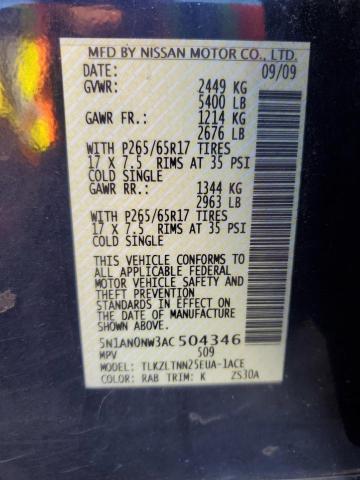 MFD BY NISSAN MOTOR CO., LTD.
DATE: 09/09
GVWR: 2449 KG
5400 LB
GAWR FR.: 1214 KG
2676 LB
WITH P265/65R17 TIRES
17 X 7.5 RIMS AT 35 PSI
COLD SINGLE
GAWR RR.: 1344 KG
2963 LB
WITH P265/65R17 TIRES
17 X 7.5 RIMS AT 35 PSI
COLD SINGLE
THIS VEHICLE CONFORMS
TO ALL APPLICABLE FEDERAL
MOTOR VEHICLE SAFETY AND
THEFT PREVENTION
STANDARDS IN EFFECT ON
THE DATE OF MANUFACTURE
SHOWN ABOVE.
5N1AN0NW3AC504346
MPV 509
MODEL: TLKZLTNN25EUA-1ACE
COLOR: RAB TRIM: K ZS30A